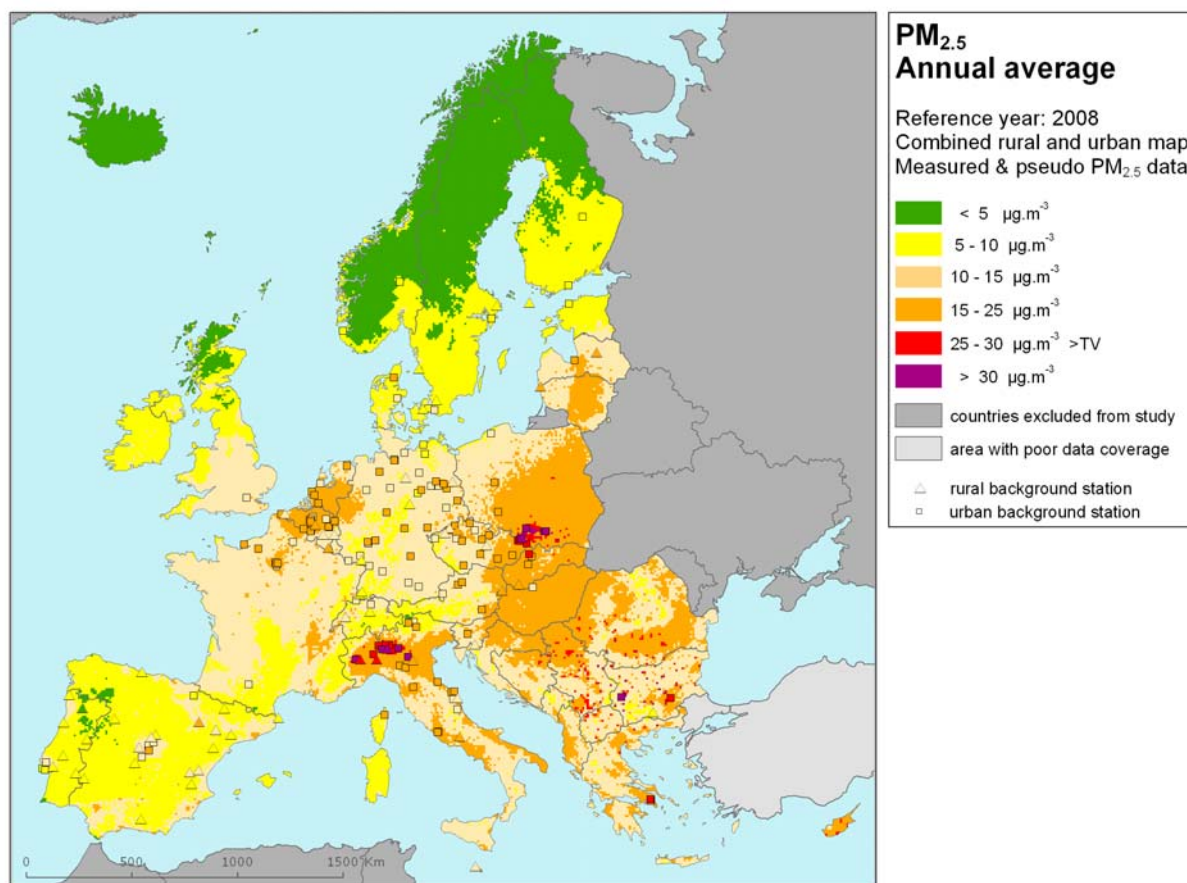 PM2.5
Annual average
Reference year: 2008
Combined rural and urban map
Measured & pseudo PM2.5 data
< 5 µg.m-3
5 - 10 µg.m-3
10 - 15 µg.m-3
15 - 25 µg.m-3
25 - 30 µg.m-3 >TV
> 30 µg.m-3
countries excluded from study
area with poor data coverage
rural background station
urban background station
0 500 1000 1500 Km